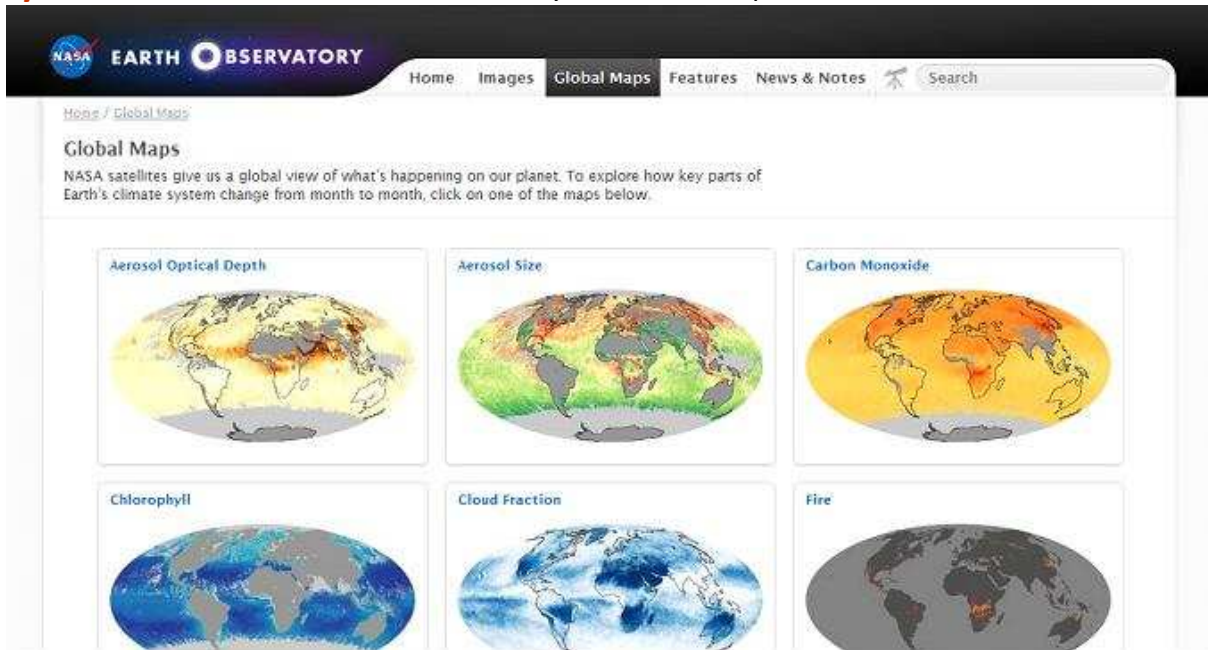 NASA
EARTH OBSERVATORY
Home Images Global Maps Features News & Notes Search
Home / Global Maps
Global Maps
NASA satellites give us a global view of what's happening on our planet. To explore how key parts of
Earth's climate system change from month to month, click on one of the maps below.
Aerosol Optical Depth Aerosol Size Carbon Monoxide
Chlorophyll Cloud Fraction Fire